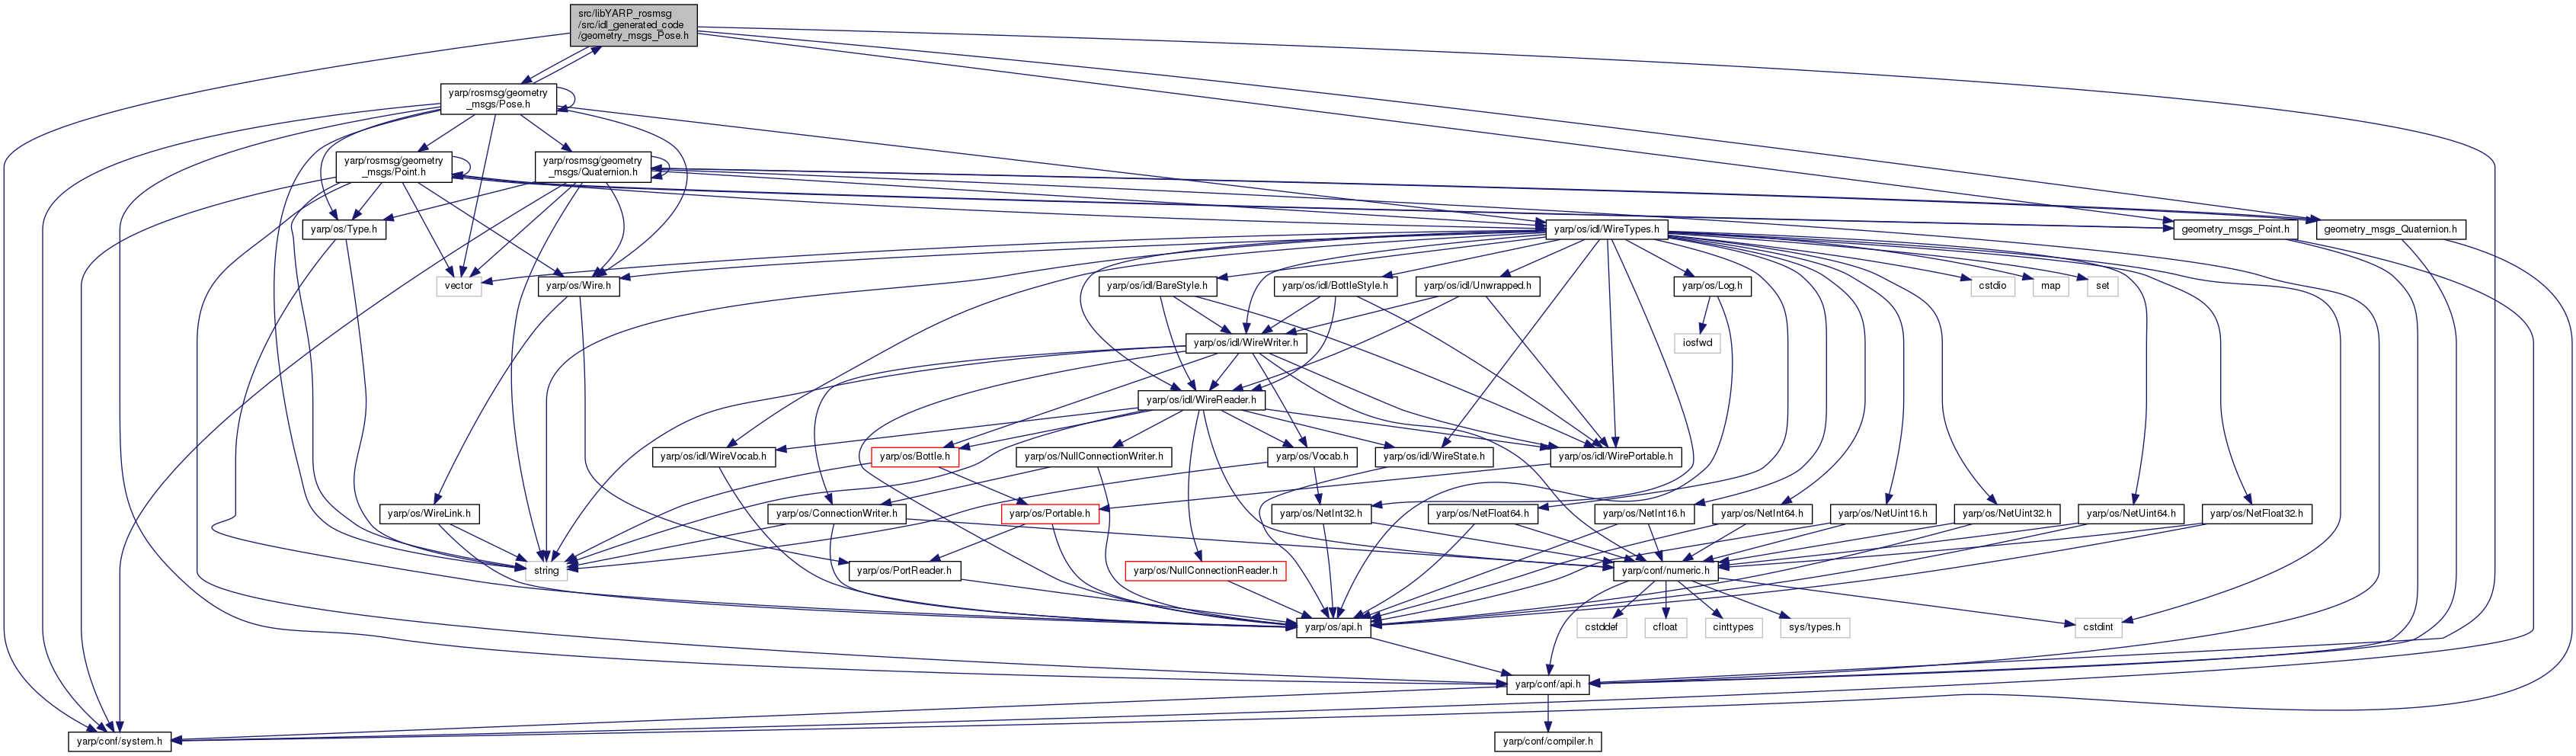 src/libYARP_rosmsg
/src/idl_generated_code
/geometry_msgs_Pose.h
yarp/rosmsg/geometry
_msgs/Pose.h
yarp/rosmsg/geometry
_msgs/Point.h
yarp/rosmsg/geometry
_msgs/Quaternion.h
yarp/os/Type.h
yarp/os/idl/WireTypes.h
geometry_msgs_Point.h
geometry_msgs_Quaternion.h
vector
yarp/os/Wire.h
yarp/os/idl/BareStyle.h
yarp/os/idl/BottleStyle.h
yarp/os/idl/Unwrapped.h
yarp/os/Log.h
cstdio
map
set
yarp/os/idl/WireWriter.h
iosfwd
yarp/os/idl/WireReader.h
yarp/os/idl/WireVocab.h
yarp/os/Bottle.h
yarp/os/NullConnectionWriter.h
yarp/os/Vocab.h
yarp/os/idl/WireState.h
yarp/os/idl/WirePortable.h
yarp/os/WireLink.h
yarp/os/ConnectionWriter.h
yarp/os/Portable.h
yarp/os/NetInt32.h
yarp/os/NetFloat64.h
yarp/os/NetInt16.h
yarp/os/NetInt64.h
yarp/os/NetUint16.h
yarp/os/NetUint32.h
yarp/os/NetUint64.h
yarp/os/NetFloat32.h
string
yarp/os/PortReader.h
yarp/os/NullConnectionReader.h
yarp/conf/numeric.h
yarp/os/api.h
cstddef
cfloat
cinttypes
sys/types.h
cstdint
yarp/conf/api.h
yarp/conf/system.h
yarp/conf/compiler.h